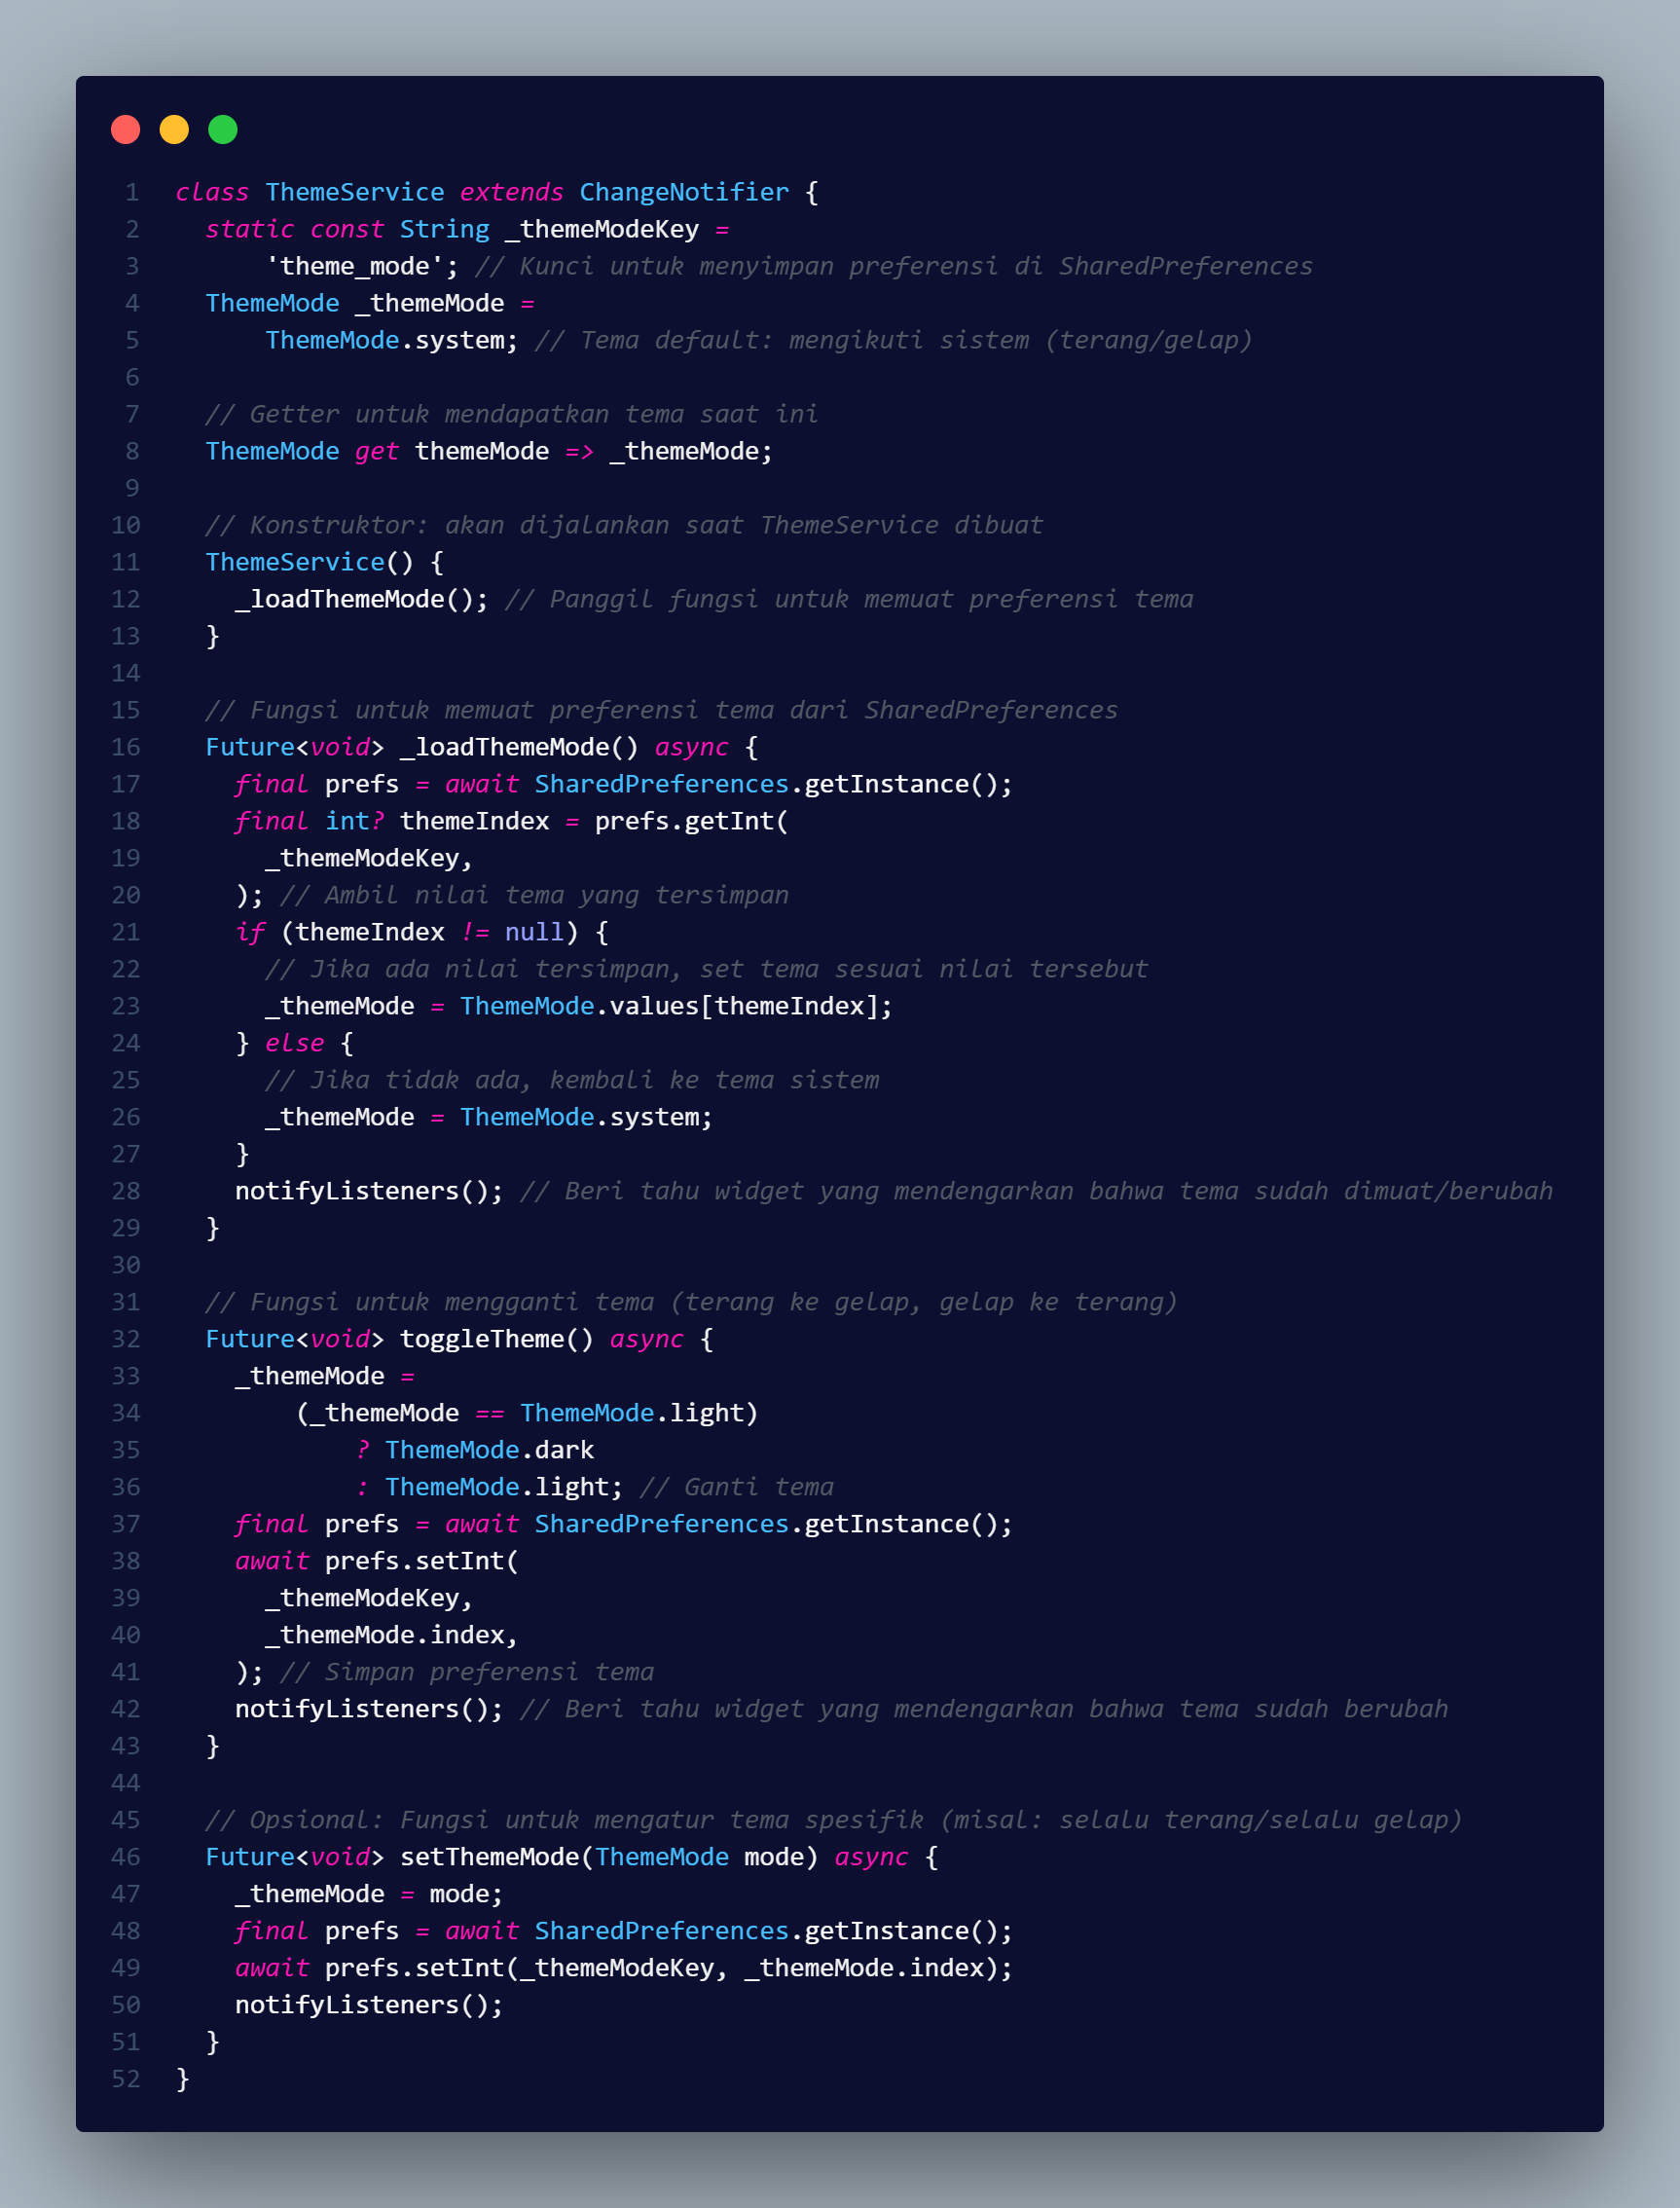 1 class ThemeService extends ChangeNotifier {
2   static const String _themeModeKey =
3       'theme_mode'; // Kunci untuk menyimpan preferensi di SharedPreferences
4   ThemeMode _themeMode =
5       ThemeMode.system; // Tema default: mengikuti sistem (terang/gelap)
6
7   // Getter untuk mendapatkan tema saat ini
8   ThemeMode get themeMode => _themeMode;
9
10   // Konstruktor: akan dijalankan saat ThemeService dibuat
11   ThemeService() {
12     _loadThemeMode(); // Panggil fungsi untuk memuat preferensi tema
13   }
14
15   // Fungsi untuk memuat preferensi tema dari SharedPreferences
16   Future<void> _loadThemeMode() async {
17     final prefs = await SharedPreferences.getInstance();
18     final int? themeIndex = prefs.getInt(
19       _themeModeKey,
20     ); // Ambil nilai tema yang tersimpan
21     if (themeIndex != null) {
22       // Jika ada nilai tersimpan, set tema sesuai nilai tersebut
23       _themeMode = ThemeMode.values[themeIndex];
24     } else {
25       // Jika tidak ada, kembali ke tema sistem
26       _themeMode = ThemeMode.system;
27     }
28     notifyListeners(); // Beri tahu widget yang mendengarkan bahwa tema sudah dimuat/berubah
29   }
30
31   // Fungsi untuk mengganti tema (terang ke gelap, gelap ke terang)
32   Future<void> toggleTheme() async {
33     _themeMode =
34         (_themeMode == ThemeMode.light)
35             ? ThemeMode.dark
36             : ThemeMode.light; // Ganti tema
37     final prefs = await SharedPreferences.getInstance();
38     await prefs.setInt(
39       _themeModeKey,
40       _themeMode.index,
41     ); // Simpan preferensi tema
42     notifyListeners(); // Beri tahu widget yang mendengarkan bahwa tema sudah berubah
43   }
44
45   // Opsional: Fungsi untuk mengatur tema spesifik (misal: selalu terang/selalu gelap)
46   Future<void> setThemeMode(ThemeMode mode) async {
47     _themeMode = mode;
48     final prefs = await SharedPreferences.getInstance();
49     await prefs.setInt(_themeModeKey, _themeMode.index);
50     notifyListeners();
51   }
52 }